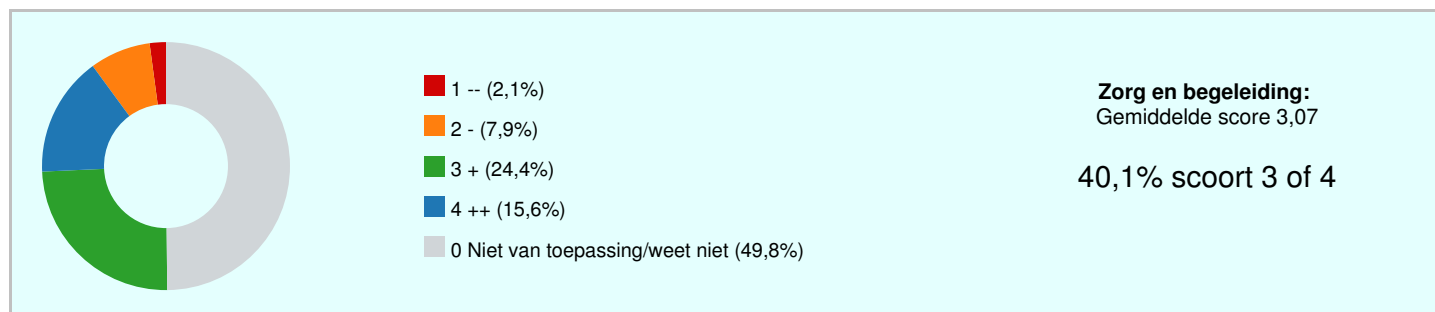 1 -- (2,1%)
2 - (7,9%)
3 + (24,4%)
4 ++ (15,6%)
0 Niet van toepassing/weet niet (49,8%)
Zorg en begeleiding:
Gemiddelde score 3,07
40,1% scoort 3 of 4